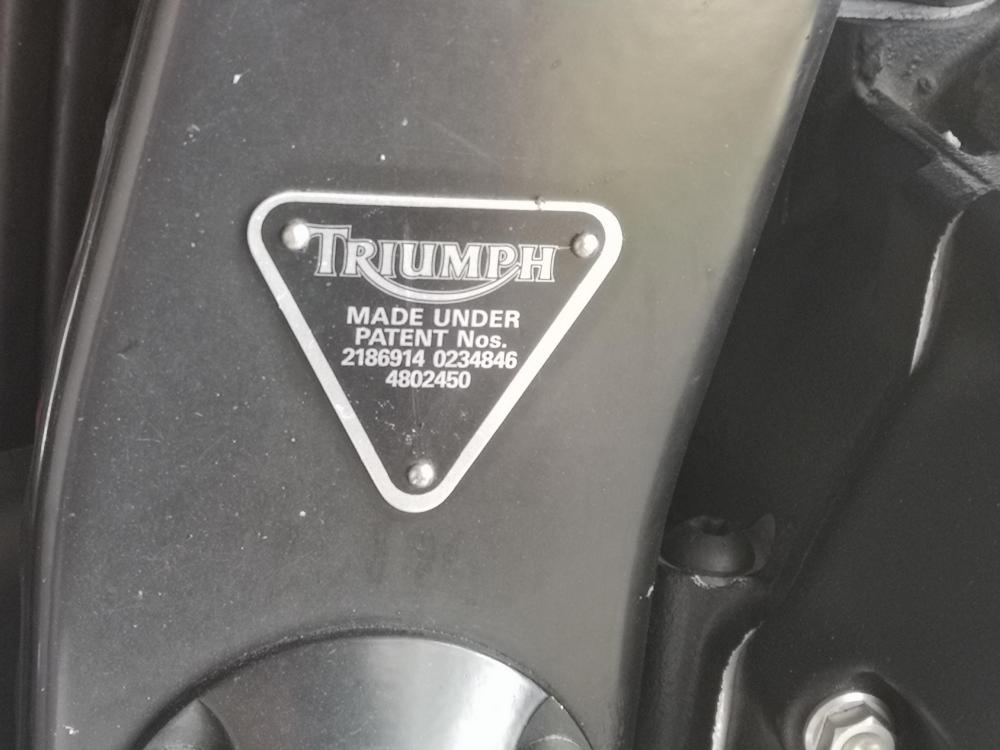 TRIUMPH
MADE UNDER
PATENT Nos.
2186914 0234846
4802450